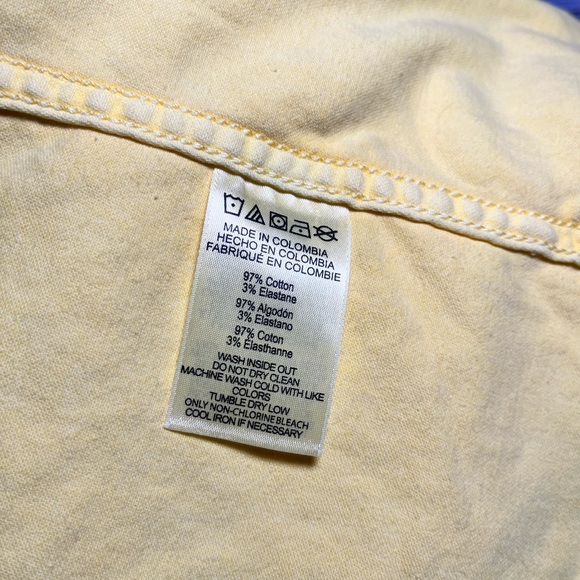 MADE IN COLOMBIA
HECHO EN COLOMBIA
FABRIQUÉ EN COLOMBIE
97% Cotton
3% Elastane
97% Algodón
3% Elastano
97% Coton
3% Élasthanne
WASH INSIDE OUT
DO NOT DRY CLEAN
MACHINE WASH COLD WITH LIKE
COLORS
TUMBLE DRY LOW
ONLY NON-CHLORINE BLEACH
COOL IRON IF NECESSARY